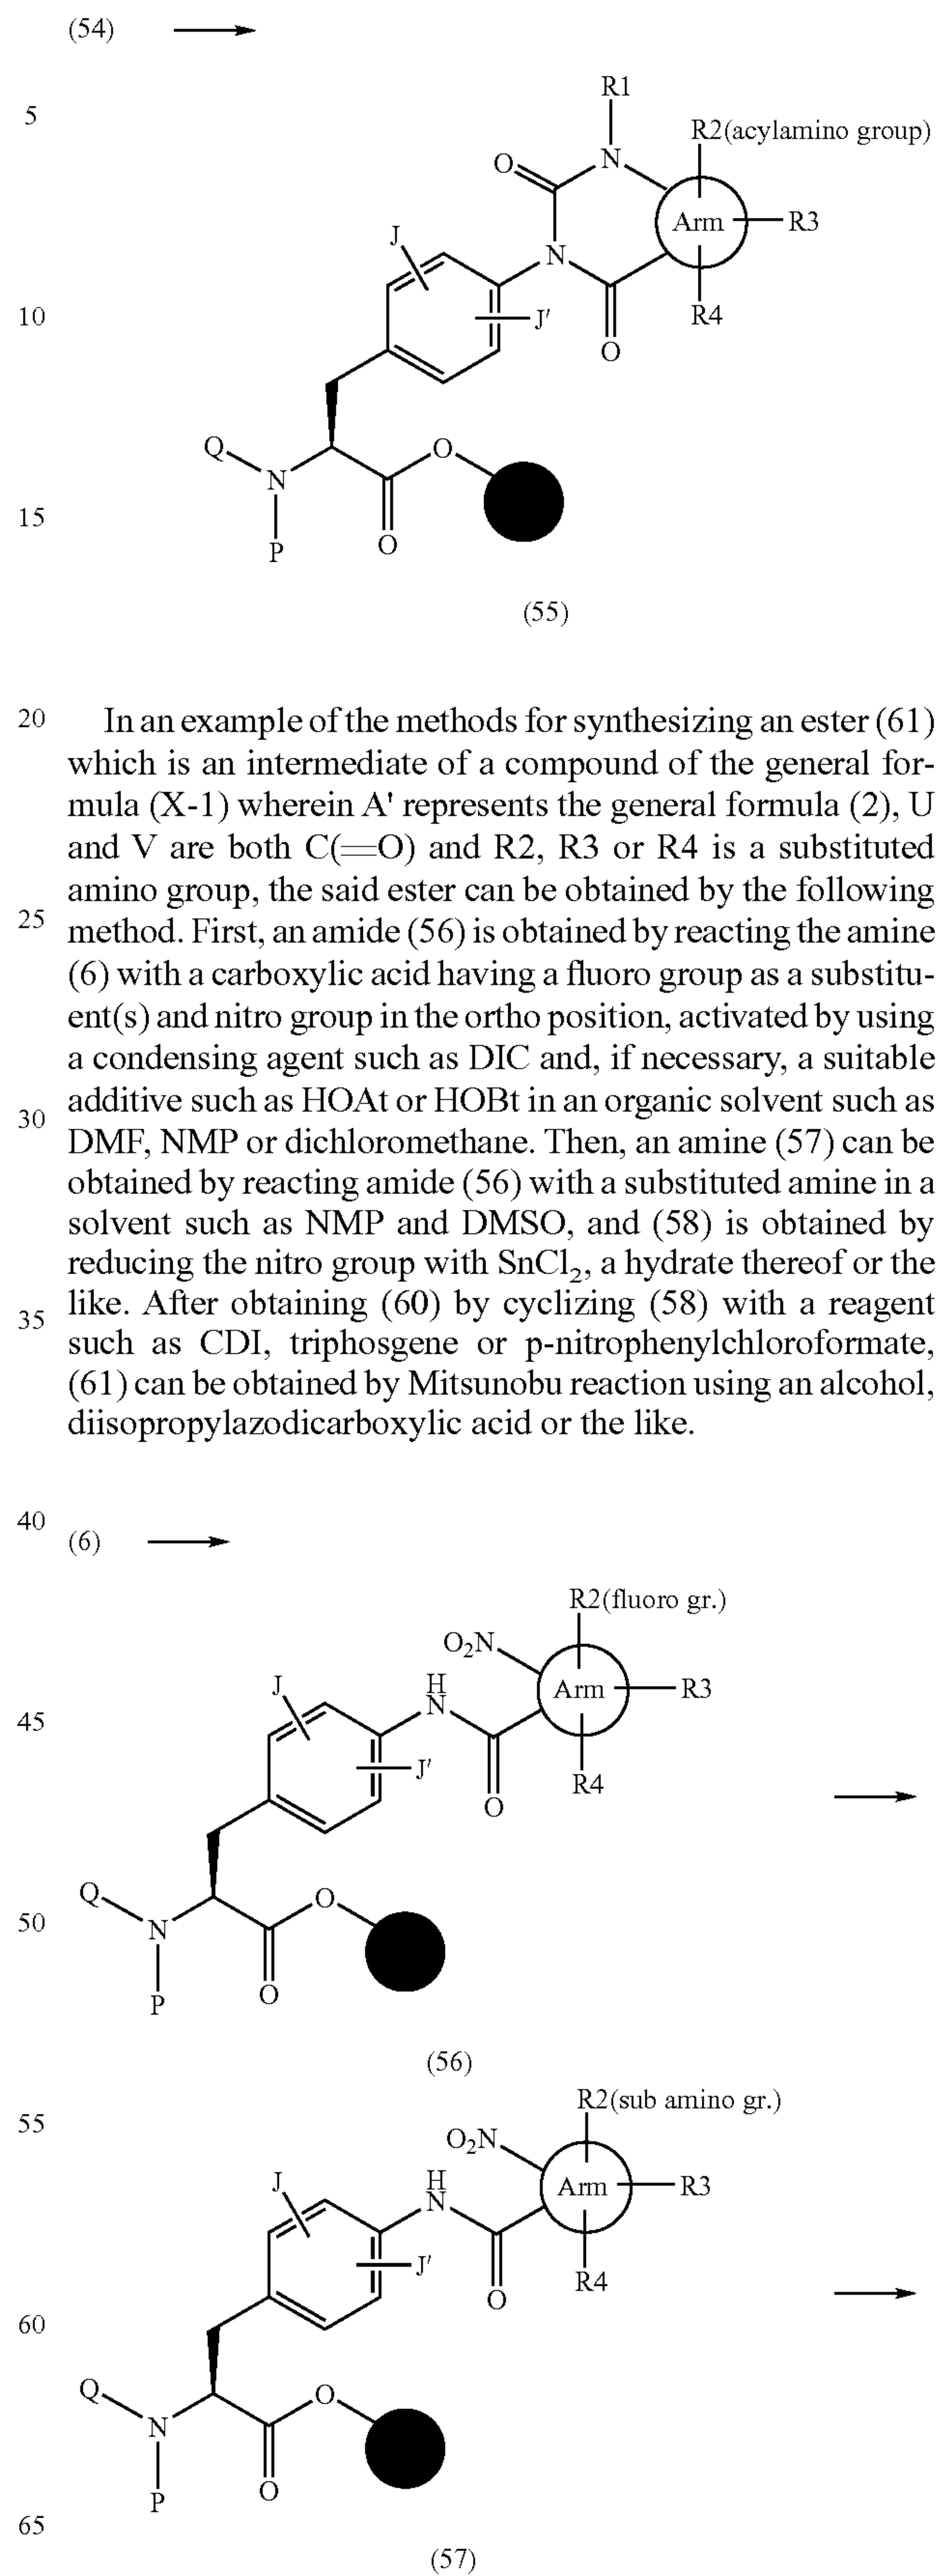 (54)
5
R1
R2(acylamino group)
O
N
Arm
R3
J
N
10
J'
R4
O
Q
O
N
15
P
O
(55)
20
In an example of the methods for synthesizing an ester (61)
which is an intermediate of a compound of the general for-
mula (X-1) wherein A' represents the general formula (2), U
and V are both C(=O) and R2, R3 or R4 is a substituted
amino group, the said ester can be obtained by the following
25
method. First, an amide (56) is obtained by reacting the amine
(6) with a carboxylic acid having a fluoro group as a substitu-
ent(s) and nitro group in the ortho position, activated by using
a condensing agent such as DIC and, if necessary, a suitable
30
additive such as HOAt or HOBt in an organic solvent such as
DMF, NMP or dichloromethane. Then, an amine (57) can be
obtained by reacting amide (56) with a substituted amine in a
solvent such as NMP and DMSO, and (58) is obtained by
reducing the nitro group with SnCl₂, a hydrate thereof or the
35
like. After obtaining (60) by cyclizing (58) with a reagent
such as CDI, triphosgene or p-nitrophenylchloroformate,
(61) can be obtained by Mitsunobu reaction using an alcohol,
diisopropylazodicarboxylic acid or the like.
40
(6)
R2(fluoro gr.)
O₂N
H
N
Arm
R3
J
45
J'
R4
O
Q
O
50
N
P
O
(56)
55
R2(sub amino gr.)
O₂N
H
N
Arm
R3
J
J'
R4
O
60
Q
O
N
P
O
65
(57)